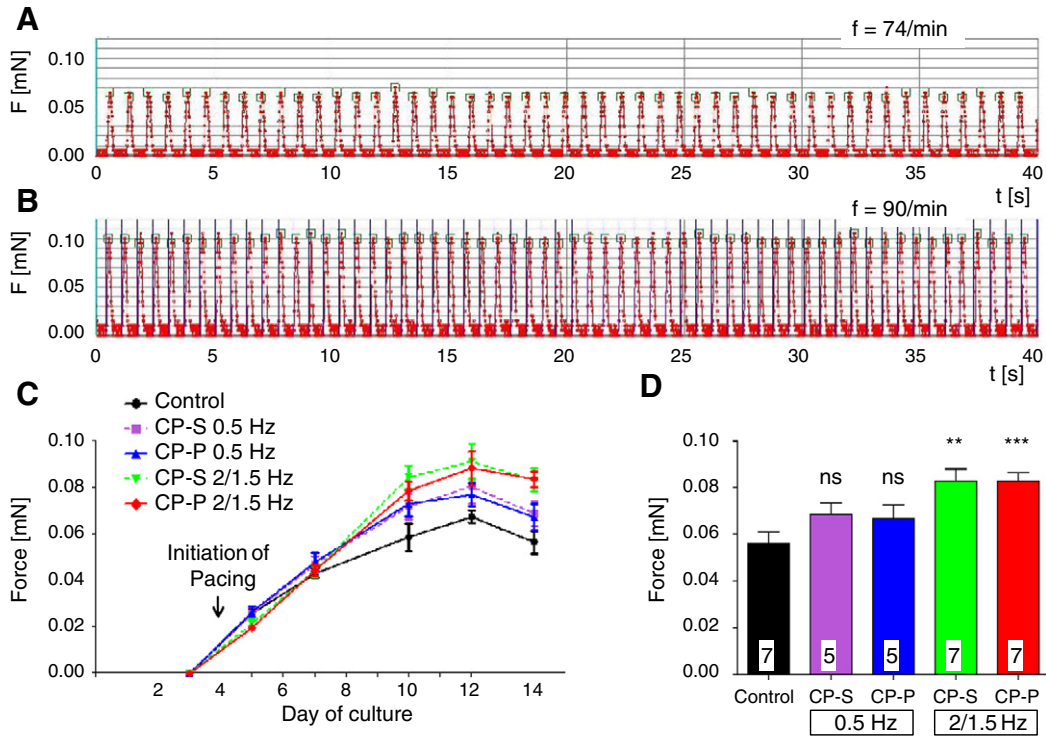 A
f = 74/min
F [mN]
0.10
0.05
0.00
0 5 10 15 20 25 30 35 40
t [s]
B
f = 90/min
F [mN]
0.10
0.05
0.00
0 5 10 15 20 25 30 35 40
t [s]
C
Control
CP-S 0.5 Hz
CP-P 0.5 Hz
CP-S 2/1.5 Hz
CP-P 2/1.5 Hz
Force [mN]
0.10
0.08
0.06
0.04
0.02
0.00
Initiation of
Pacing
2 4 6 8 10 12 14
Day of culture
D
Force [mN]
0.10
0.08
0.06
0.04
0.02
0.00
ns ns ** ***
7 5 5 7 7
Control CP-S CP-P CP-S CP-P
0.5 Hz 2/1.5 Hz